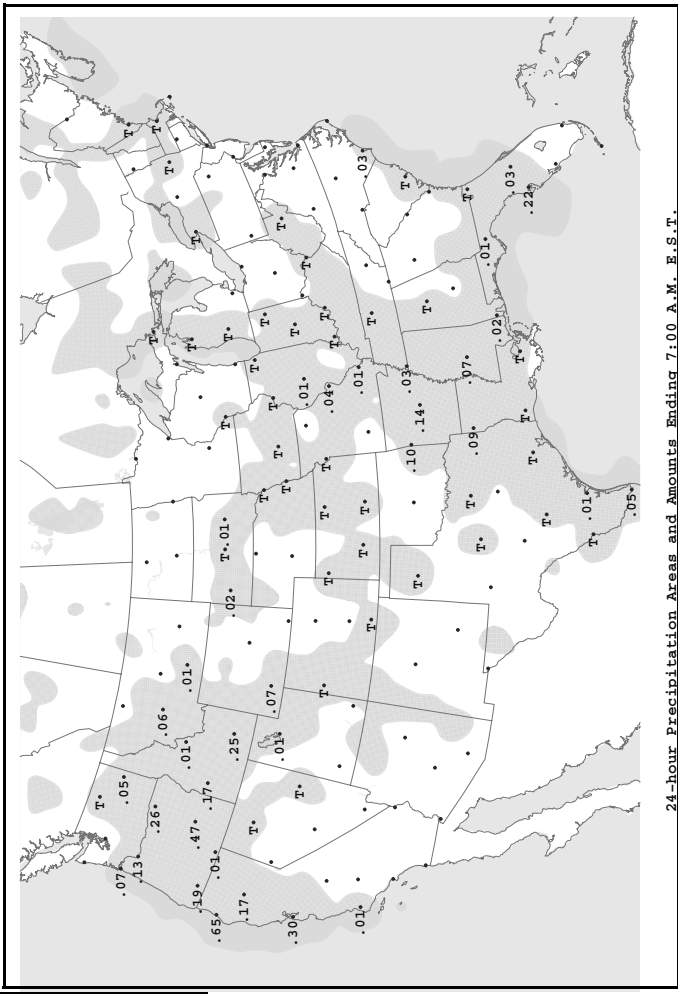 T
.07
.05
T
.13
T
.26
T
.06
T
.01
.01
T
.47
T
.19
.17
.01
.65
T
T
.01
T
.02
.25
.17
T
T
T
T
.07
T
T
.01
T
T
.30
T
T
.01
T
T
T
T
T
.04
T
T
.01
.01
.03
T
T
T
T
T
.03
.10
T
.14
T
T
.07
T
.09
T
.01
.02
.03
T
T
.22
T
T
.01
T
.05
24-hour Precipitation Areas and Amounts Ending 7:00 A.M. E.S.T.